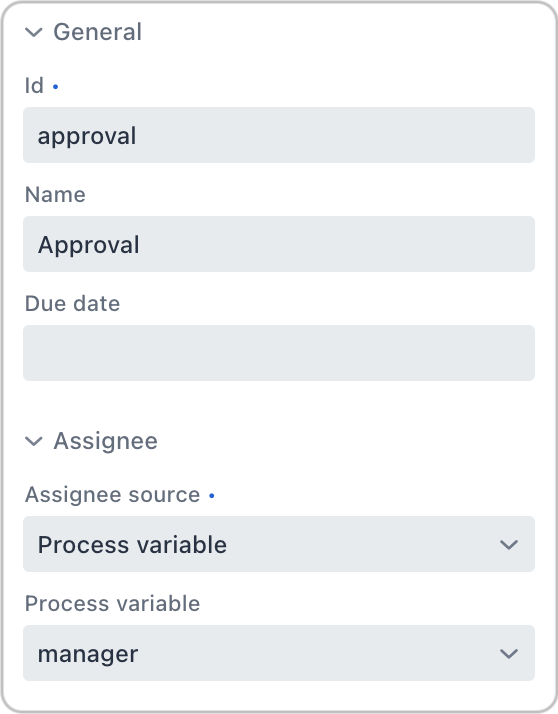 General
Id •
approval
Name
Approval
Due date
Assignee
Assignee source •
Process variable
Process variable
manager